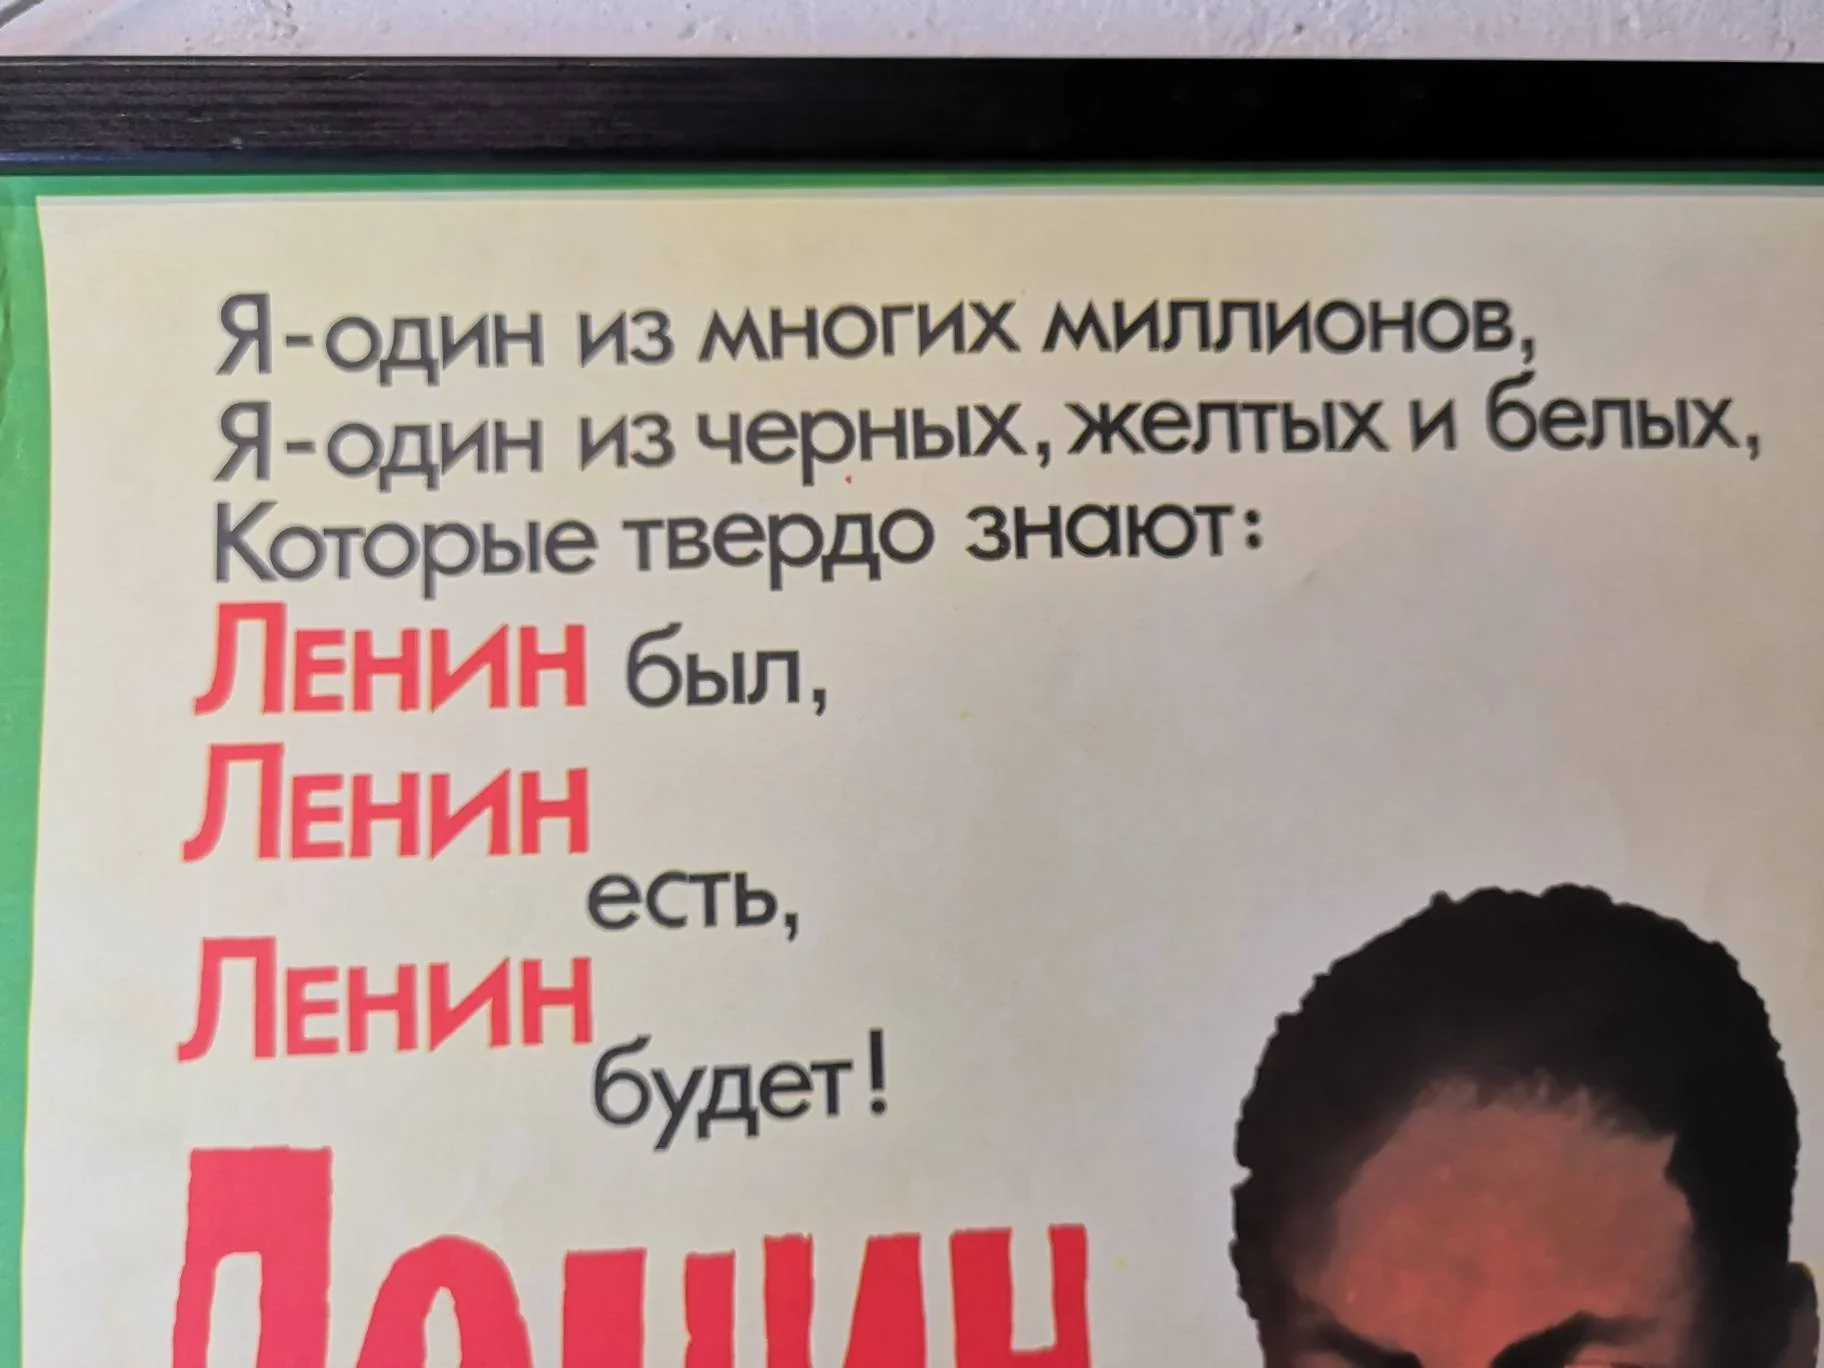 Я-один из многих миллионов,
Я-один из черных, желтых и белых,
Которые твердо знают:
ЛЕНИН был,
ЛЕНИН
есть,
ЛЕНИН
будет!